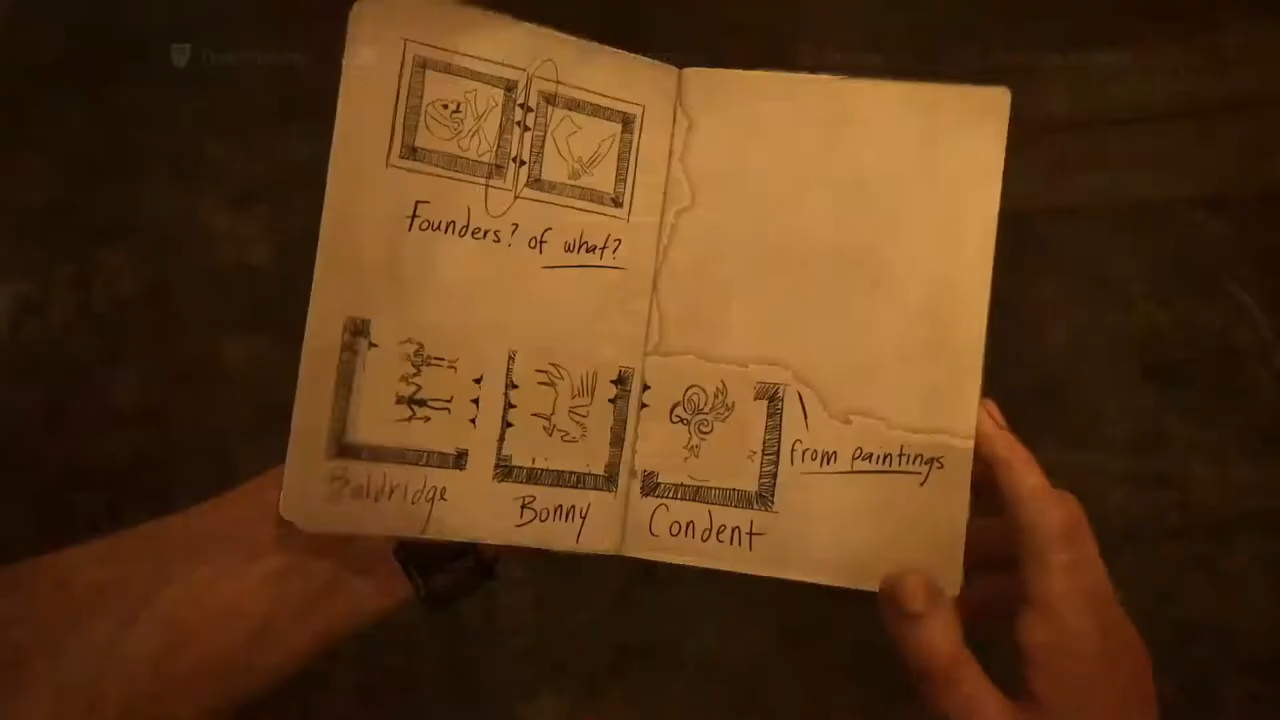 Founders? of what?
from paintings
Baldridge
Bonny
Condent